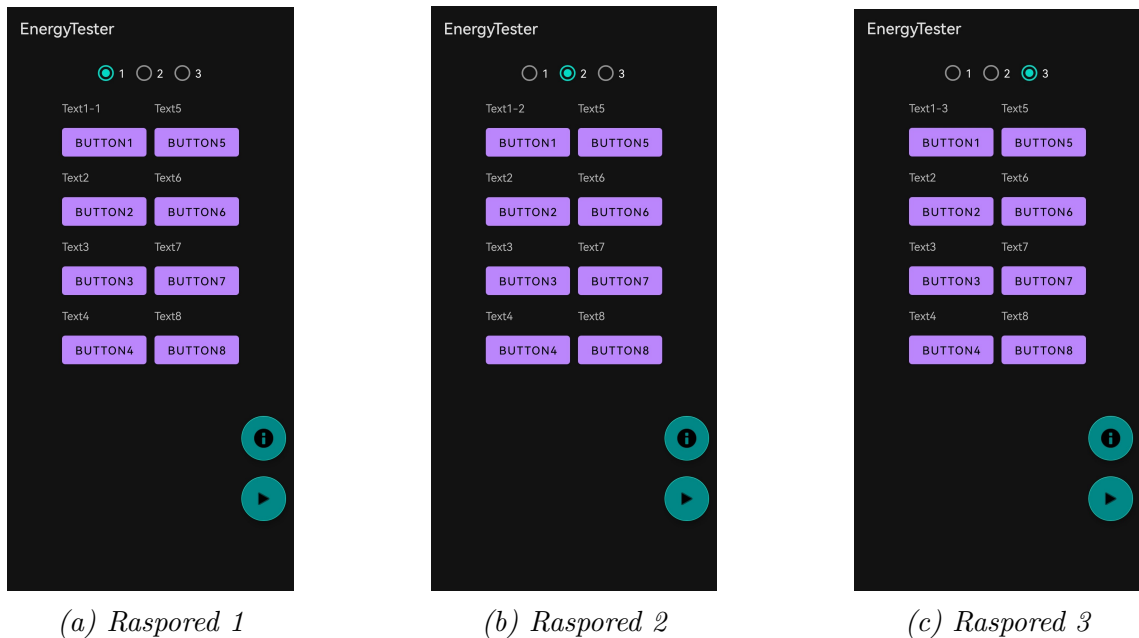 EnergyTester
1 2 3
Text1-1 Text5
BUTTON1 BUTTON5
Text2 Text6
BUTTON2 BUTTON6
Text3 Text7
BUTTON3 BUTTON7
Text4 Text8
BUTTON4 BUTTON8
(a) Raspored 1
EnergyTester
1 2 3
Text1-2 Text5
BUTTON1 BUTTON5
Text2 Text6
BUTTON2 BUTTON6
Text3 Text7
BUTTON3 BUTTON7
Text4 Text8
BUTTON4 BUTTON8
(b) Raspored 2
EnergyTester
1 2 3
Text1-3 Text5
BUTTON1 BUTTON5
Text2 Text6
BUTTON2 BUTTON6
Text3 Text7
BUTTON3 BUTTON7
Text4 Text8
BUTTON4 BUTTON8
(c) Raspored 3